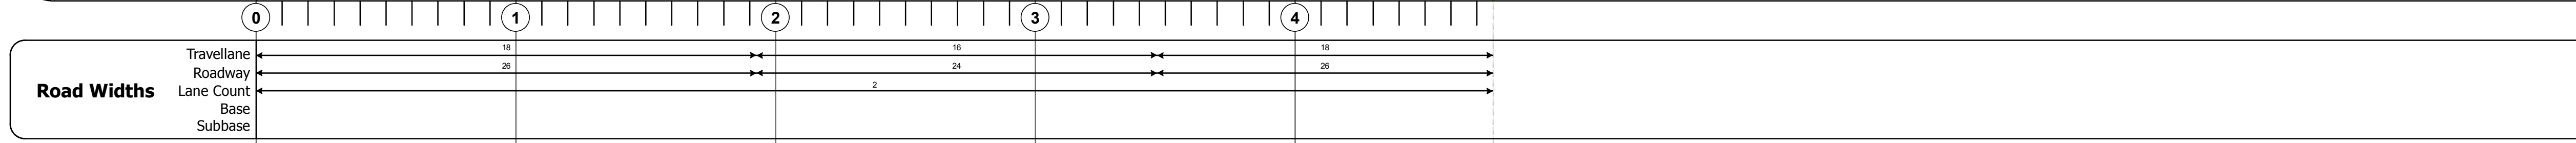 0 1 2 3 4
Travellane 18 16 18
Roadway 26 24 26
Road Widths Lane Count 2
Base
Subbase